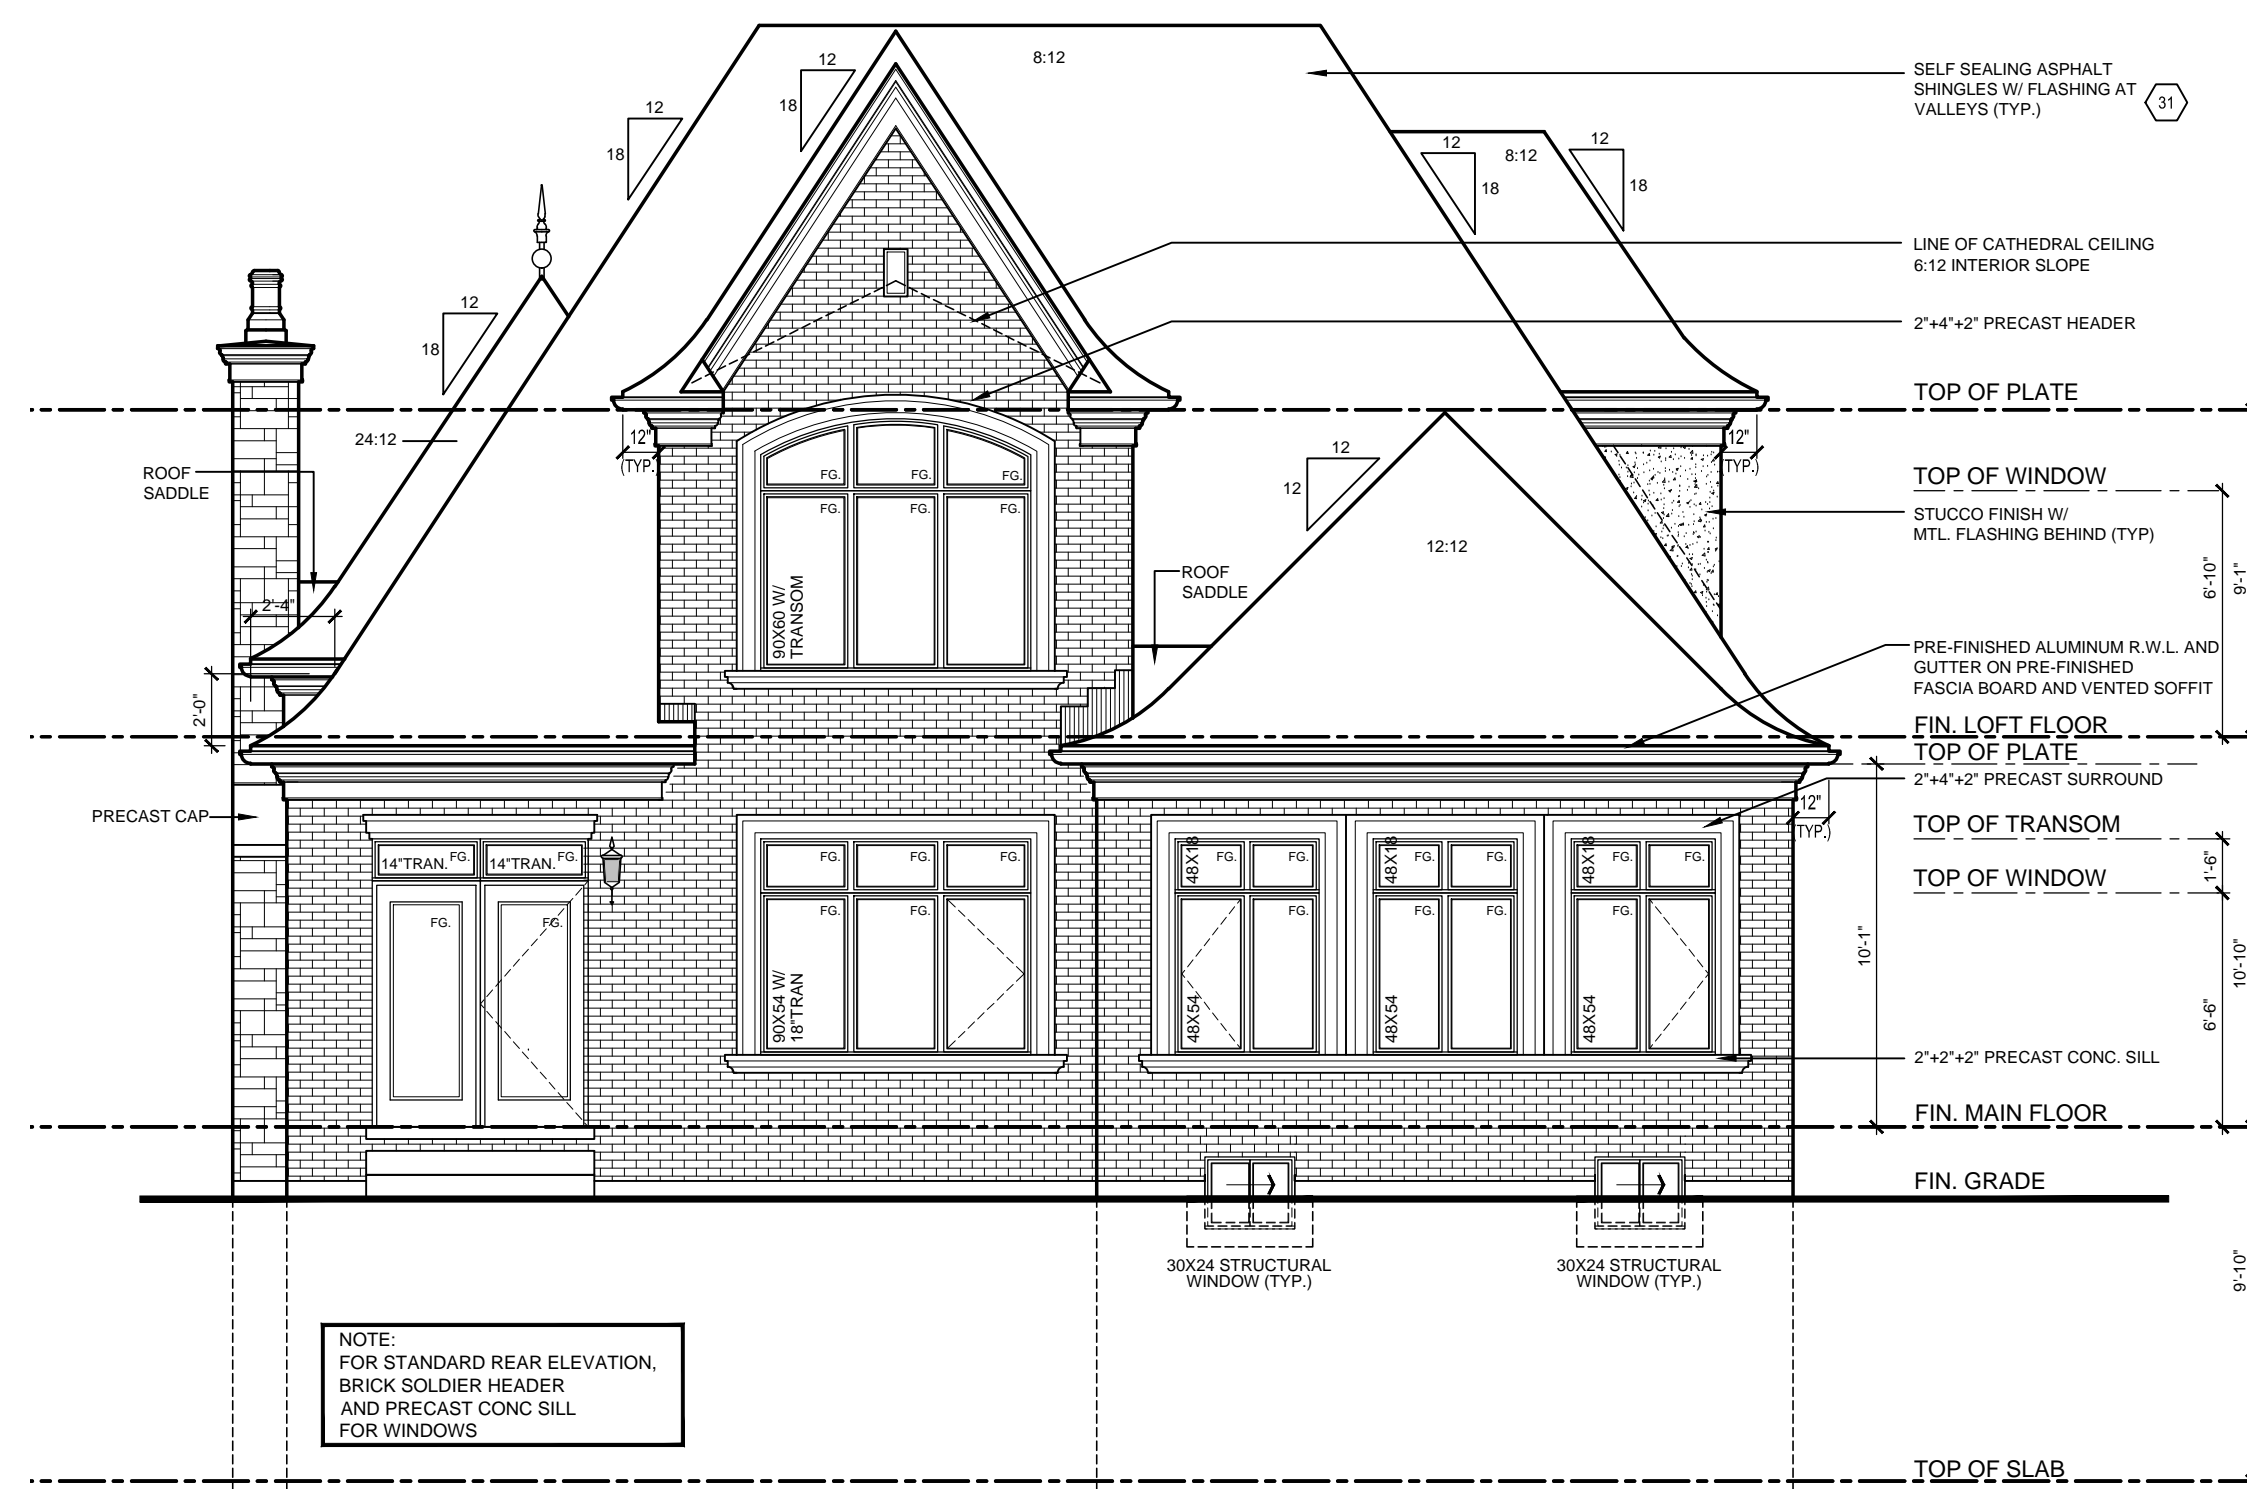 12
8:12
12
18
12
18
SELF SEALING ASPHALT
SHINGLES W/ FLASHING AT
VALLEYS (TYP.)
31
12
18
8:12
12
18
LINE OF CATHEDRAL CEILING
6:12 INTERIOR SLOPE
12
18
2"+4"+2" PRECAST HEADER
TOP OF PLATE
24:12
12"
(TYP.)
12"
(TYP.)
ROOF
SADDLE
FG.
FG.
FG.
FG.
FG.
FG.
90X60 W/
TRANSOM
12
12
12:12
TOP OF WINDOW
STUCCO FINISH W/
MTL. FLASHING BEHIND (TYP)
6'-10"
9'-1"
ROOF
SADDLE
2'-4"
2'-0"
PRE-FINISHED ALUMINUM R.W.L. AND
GUTTER ON PRE-FINISHED
FASCIA BOARD AND VENTED SOFFIT
FIN. LOFT FLOOR
TOP OF PLATE
2"+4"+2" PRECAST SURROUND
12"
(TYP.)
PRECAST CAP
TOP OF TRANSOM
14"TRAN.
FG.
14"TRAN.
FG.
FG.
FG.
FG.
48X18
FG.
FG.
48X18
FG.
FG.
48X18
FG.
FG.
1'-6"
TOP OF WINDOW
FG.
FG.
FG.
FG.
FG.
FG.
FG.
FG.
FG.
90X54 W/
18"TRAN
48X54
48X54
48X54
10'-1"
10'-10"
6'-6"
2"+2"+2" PRECAST CONC. SILL
FIN. MAIN FLOOR
FIN. GRADE
30X24 STRUCTURAL
WINDOW (TYP.)
30X24 STRUCTURAL
WINDOW (TYP.)
9'-10"
NOTE:
FOR STANDARD REAR ELEVATION,
BRICK SOLDIER HEADER
AND PRECAST CONC SILL
FOR WINDOWS
TOP OF SLAB